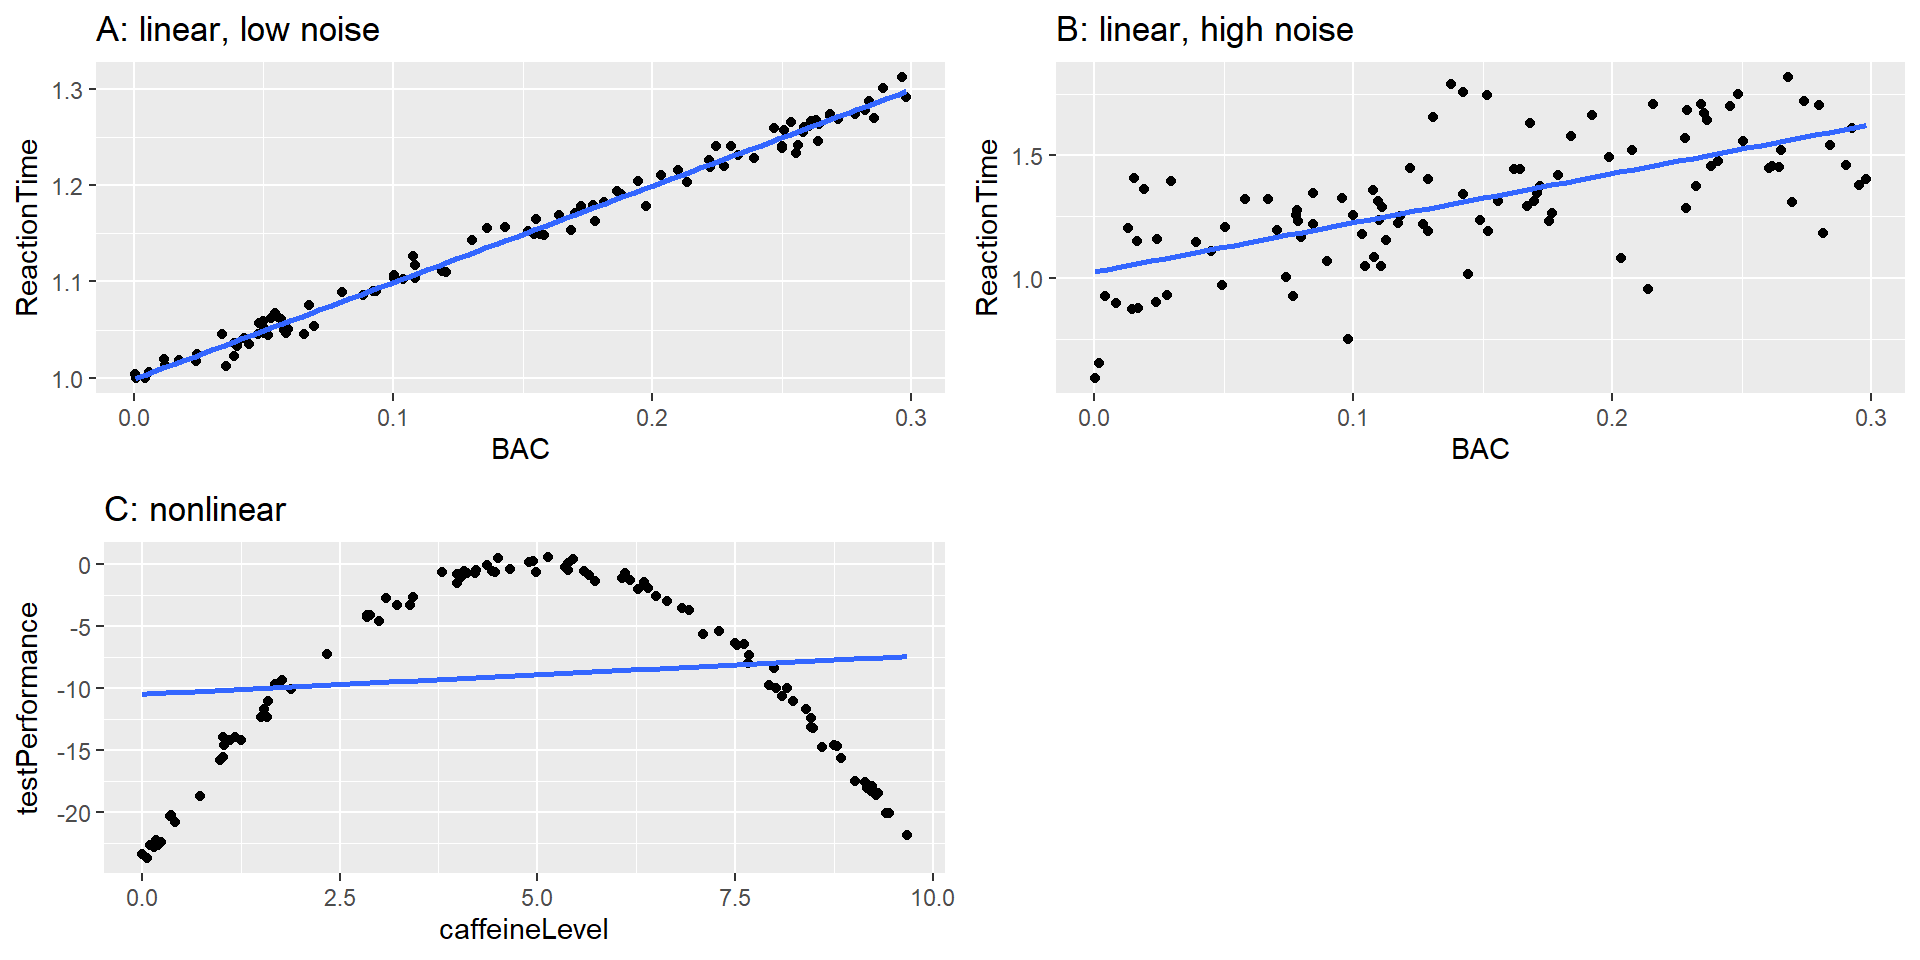 A: linear, low noise
1.3
1.2
1.1
1.0
ReactionTime
0.0 0.1 0.2 0.3
BAC
B: linear, high noise
1.5
1.0
ReactionTime
0.0 0.1 0.2 0.3
BAC
C: nonlinear
0
-5
-10
-15
-20
testPerformance
0.0 2.5 5.0 7.5 10.0
caffeineLevel